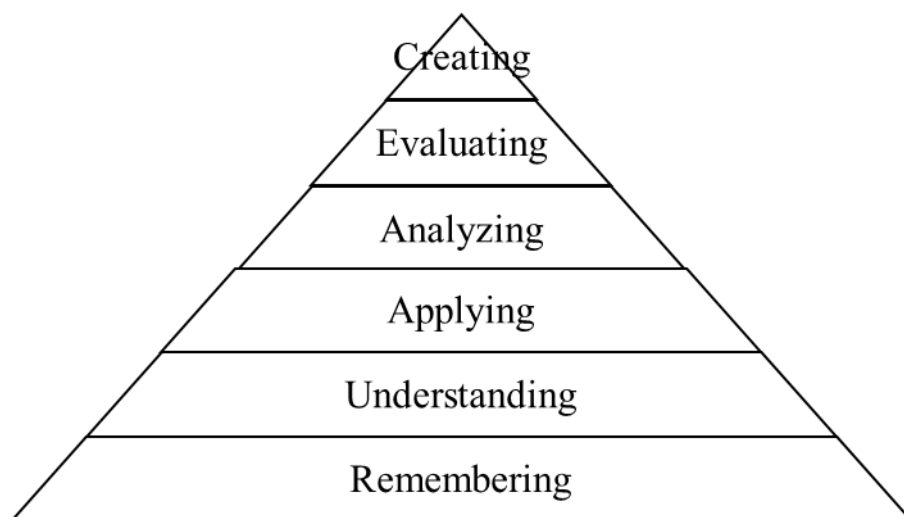 Creating
Evaluating
Analyzing
Applying
Understanding
Remembering